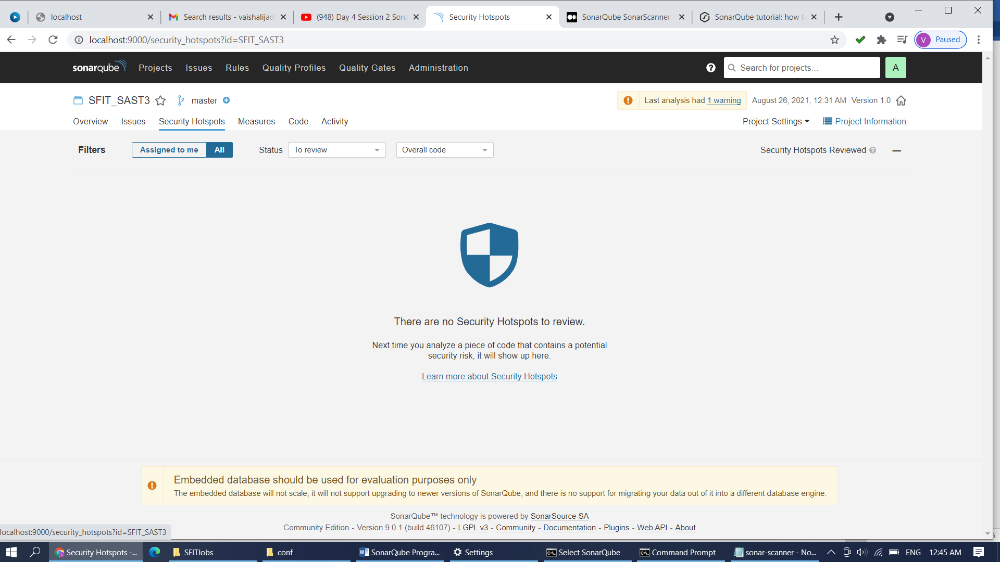 localhost
Search results - vaishalijad
(948) Day 4 Session 2 Sona
Security Hotspots
SonarQube SonarScanner
SonarQube tutorial: how to
localhost:9000/security_hotspots?id=SFIT_SAST3
V Paused
sonarqube Projects Issues Rules Quality Profiles Quality Gates Administration
? Search for projects... A
SFIT_SAST3 master
! Last analysis had 1 warning August 26, 2021, 12:31 AM Version 1.0
Overview Issues Security Hotspots Measures Code Activity
Project Settings Project Information
Filters Assigned to me All Status To review Overall code
Security Hotspots Reviewed ? —
There are no Security Hotspots to review.
Next time you analyze a piece of code that contains a potential
security risk, it will show up here.
Learn more about Security Hotspots
Embedded database should be used for evaluation purposes only
The embedded database will not scale, it will not support upgrading to newer versions of SonarQube, and there is no support for migrating your data out of it into a different database engine.
SonarQube™ technology is powered by SonarSource SA
Community Edition - Version 9.0.1 (build 46107) - LGPL v3 - Community - Documentation - Plugins - Web API - About
localhost:9000/security_hotspots?id=SFIT_SAST3
Security Hotspots -...
SFITJobs
conf
SonarQube Progra...
Settings
Select SonarQube
Command Prompt
sonar-scanner - No...
ENG
12:45 AM